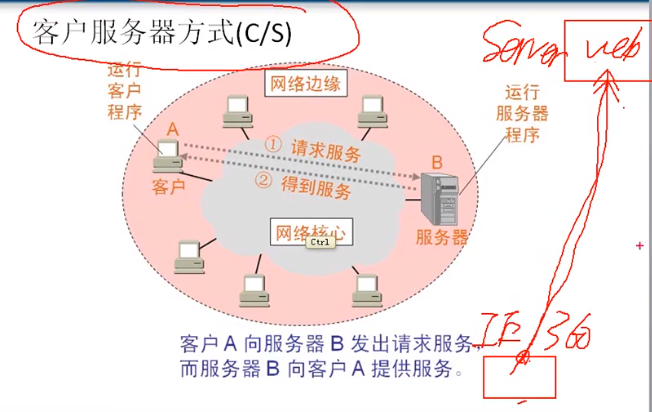 客户服务器方式(C/S)
Server web
运行
客户
程序
网络边缘
运行
服务器
程序
A
① 请求服务
B
② 得到服务
客户
网络核心
Ctrl
服务器
IE/360
客户 A 向服务器 B 发出请求服务，
而服务器 B 向客户 A 提供服务。